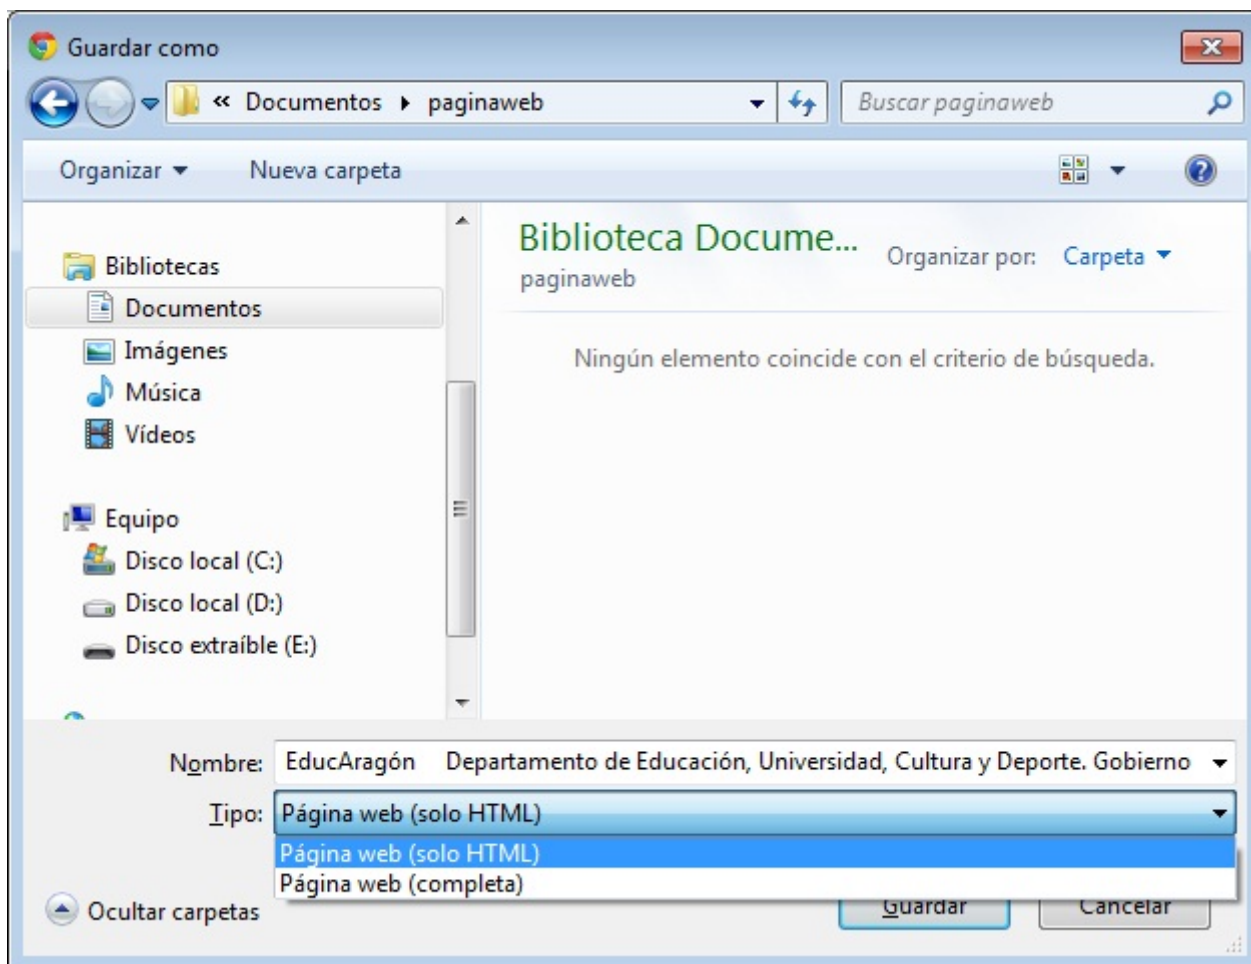 Guardar como
« Documentos paginaweb
Buscar paginaweb
Organizar
Nueva carpeta
Bibliotecas
Documentos
Imágenes
Música
Vídeos
Equipo
Disco local (C:)
Disco local (D:)
Disco extraíble (E:)
Biblioteca Docume...
paginaweb
Organizar por: Carpeta
Ningún elemento coincide con el criterio de búsqueda.
Nombre: EducAragón Departamento de Educación, Universidad, Cultura y Deporte. Gobierno
Tipo: Página web (solo HTML)
Página web (solo HTML)
Página web (completa)
Ocultar carpetas
Guardar
Cancelar